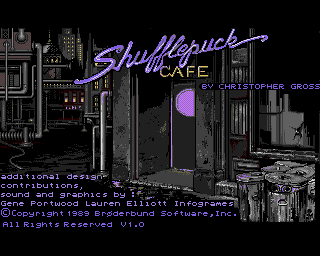 Shufflepuck
CAFE
BY CHRISTOPHER GROSS
additional design
contributions,
sound and graphics by :
Gene Portwood Lauren Elliott Infogrames
©Copyright 1989 Brøderbund Software,Inc.
All Rights Reserved V1.0